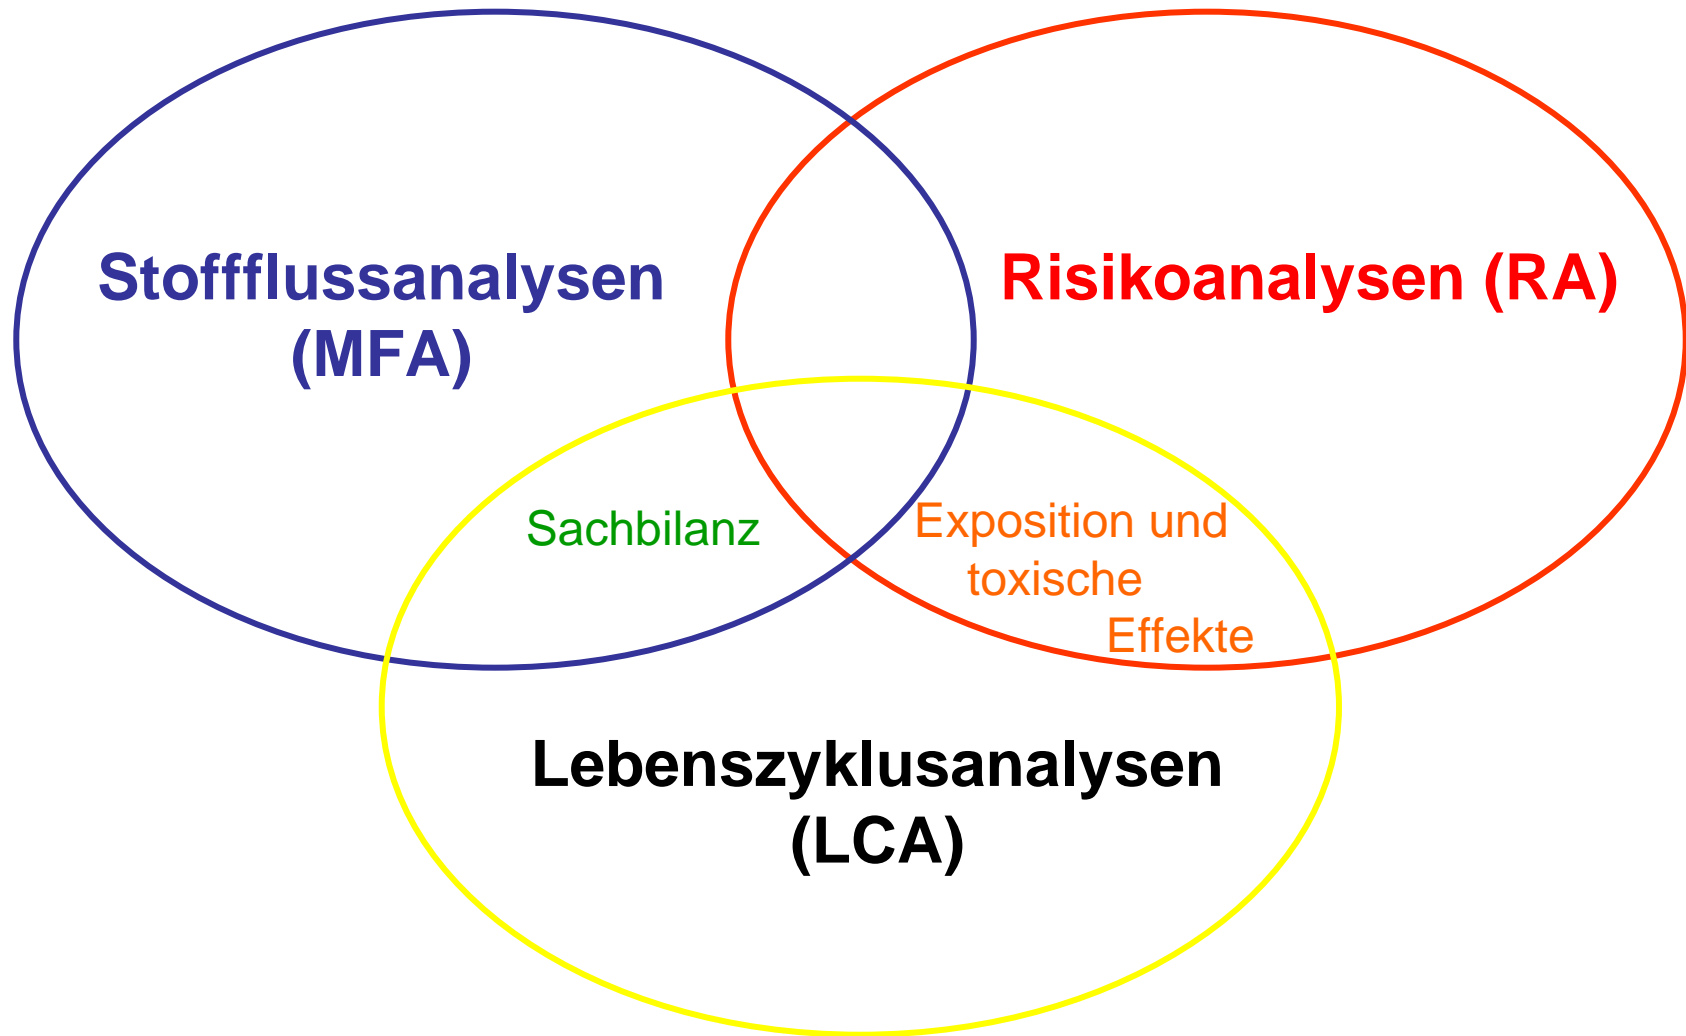 Stoffflussanalysen
(MFA)
Risikoanalysen (RA)
Sachbilanz
Exposition und
toxische
Effekte
Lebenszyklusanalysen
(LCA)